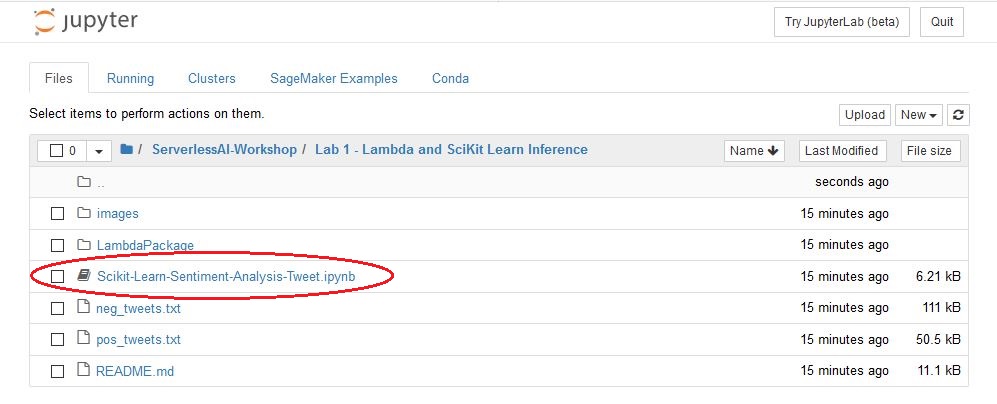 jupyter Try JupyterLab (beta) Quit
Files Running Clusters SageMaker Examples Conda
Select items to perform actions on them.
Upload New
0 / ServerlessAI-Workshop / Lab 1 - Lambda and SciKit Learn Inference Name Last Modified File size
.. seconds ago
images 15 minutes ago
LambdaPackage 15 minutes ago
Scikit-Learn-Sentiment-Analysis-Tweet.ipynb 15 minutes ago 6.21 kB
neg_tweets.txt 15 minutes ago 111 kB
pos_tweets.txt 15 minutes ago 50.5 kB
README.md 15 minutes ago 11.1 kB